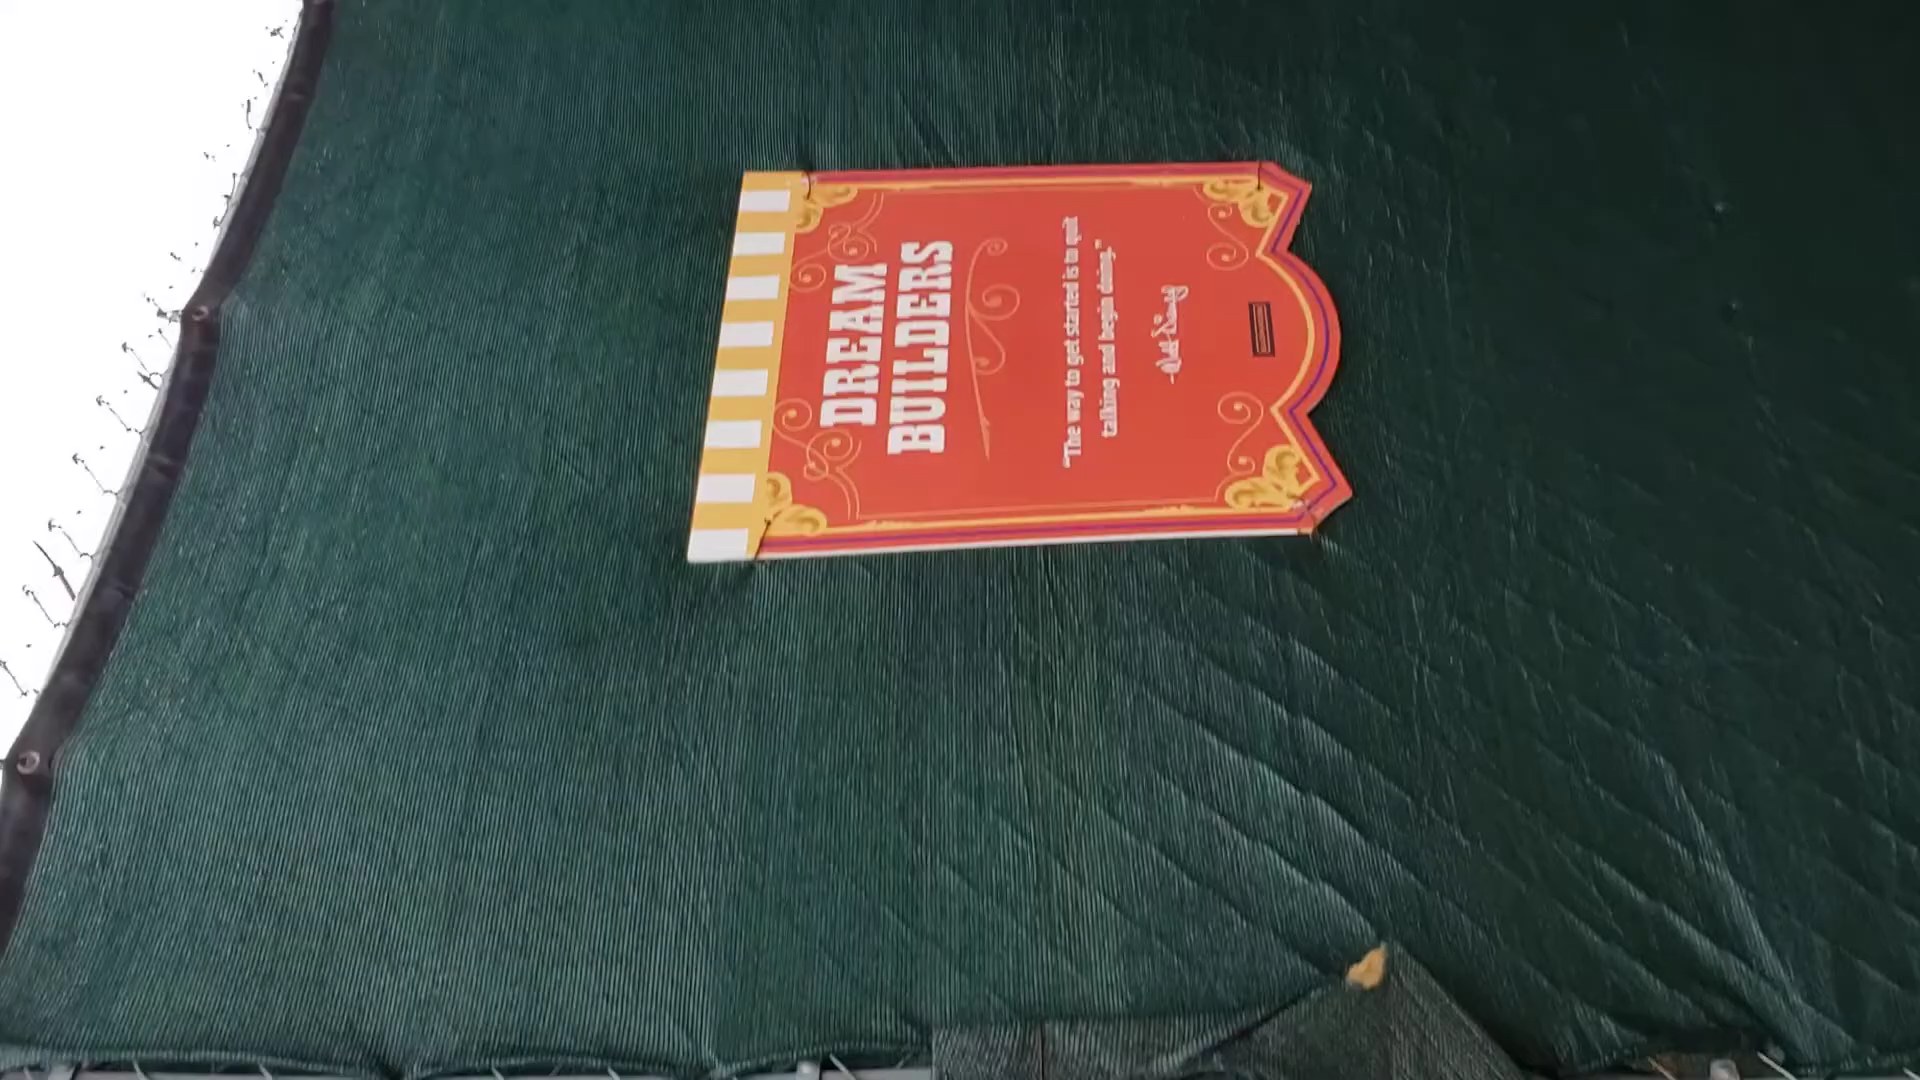 DREAM
BUILDERS
"The way to get started is to quit
talking and begin doing."
-Walt Disney